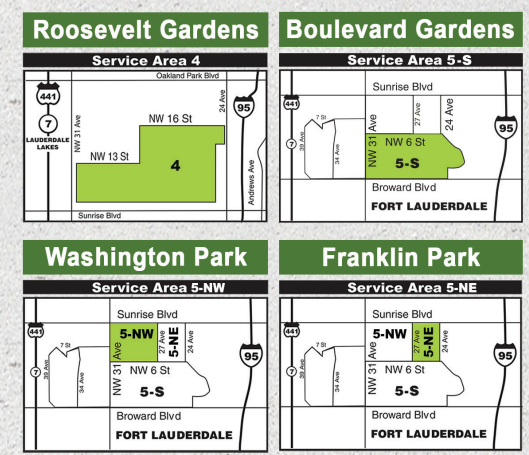 Roosevelt Gardens
Service Area 4
Oakland Park Blvd
441
7
LAUDERDALE
LAKES
NW 31 Ave
24 Ave
95
NW 16 St
NW 13 St
4
Andrews Ave
Sunrise Blvd
Boulevard Gardens
Service Area 5-S
Sunrise Blvd
441
7
7 St
39 Ave
34 Ave
NW 31 Ave
27 Ave
24 Ave
95
NW 6 St
5-S
Broward Blvd
FORT LAUDERDALE
Washington Park
Service Area 5-NW
Sunrise Blvd
441
7
7 St
39 Ave
34 Ave
NW 31 Ave
5-NW
27 Ave
5-NE
24 Ave
95
NW 6 St
5-S
Broward Blvd
FORT LAUDERDALE
Franklin Park
Service Area 5-NE
Sunrise Blvd
441
7
7 St
39 Ave
34 Ave
NW 31 Ave
5-NW
27 Ave
5-NE
24 Ave
95
NW 6 St
5-S
Broward Blvd
FORT LAUDERDALE